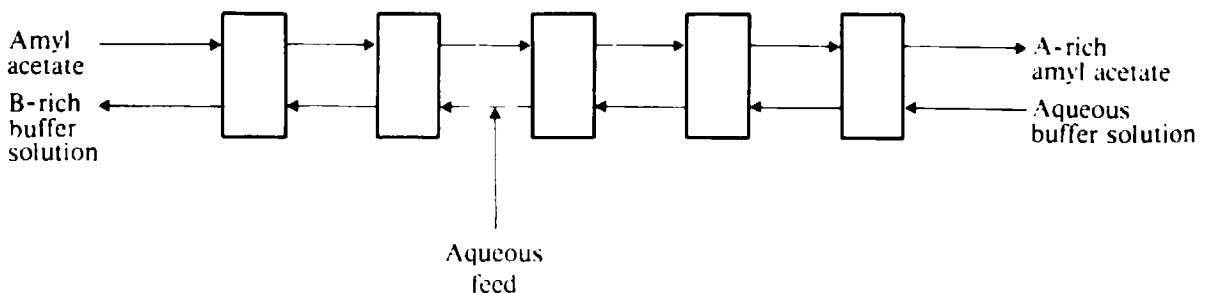 Amyl
acetate
B-rich
buffer
solution
A-rich
amyl acetate
Aqueous
buffer solution
Aqueous
feed